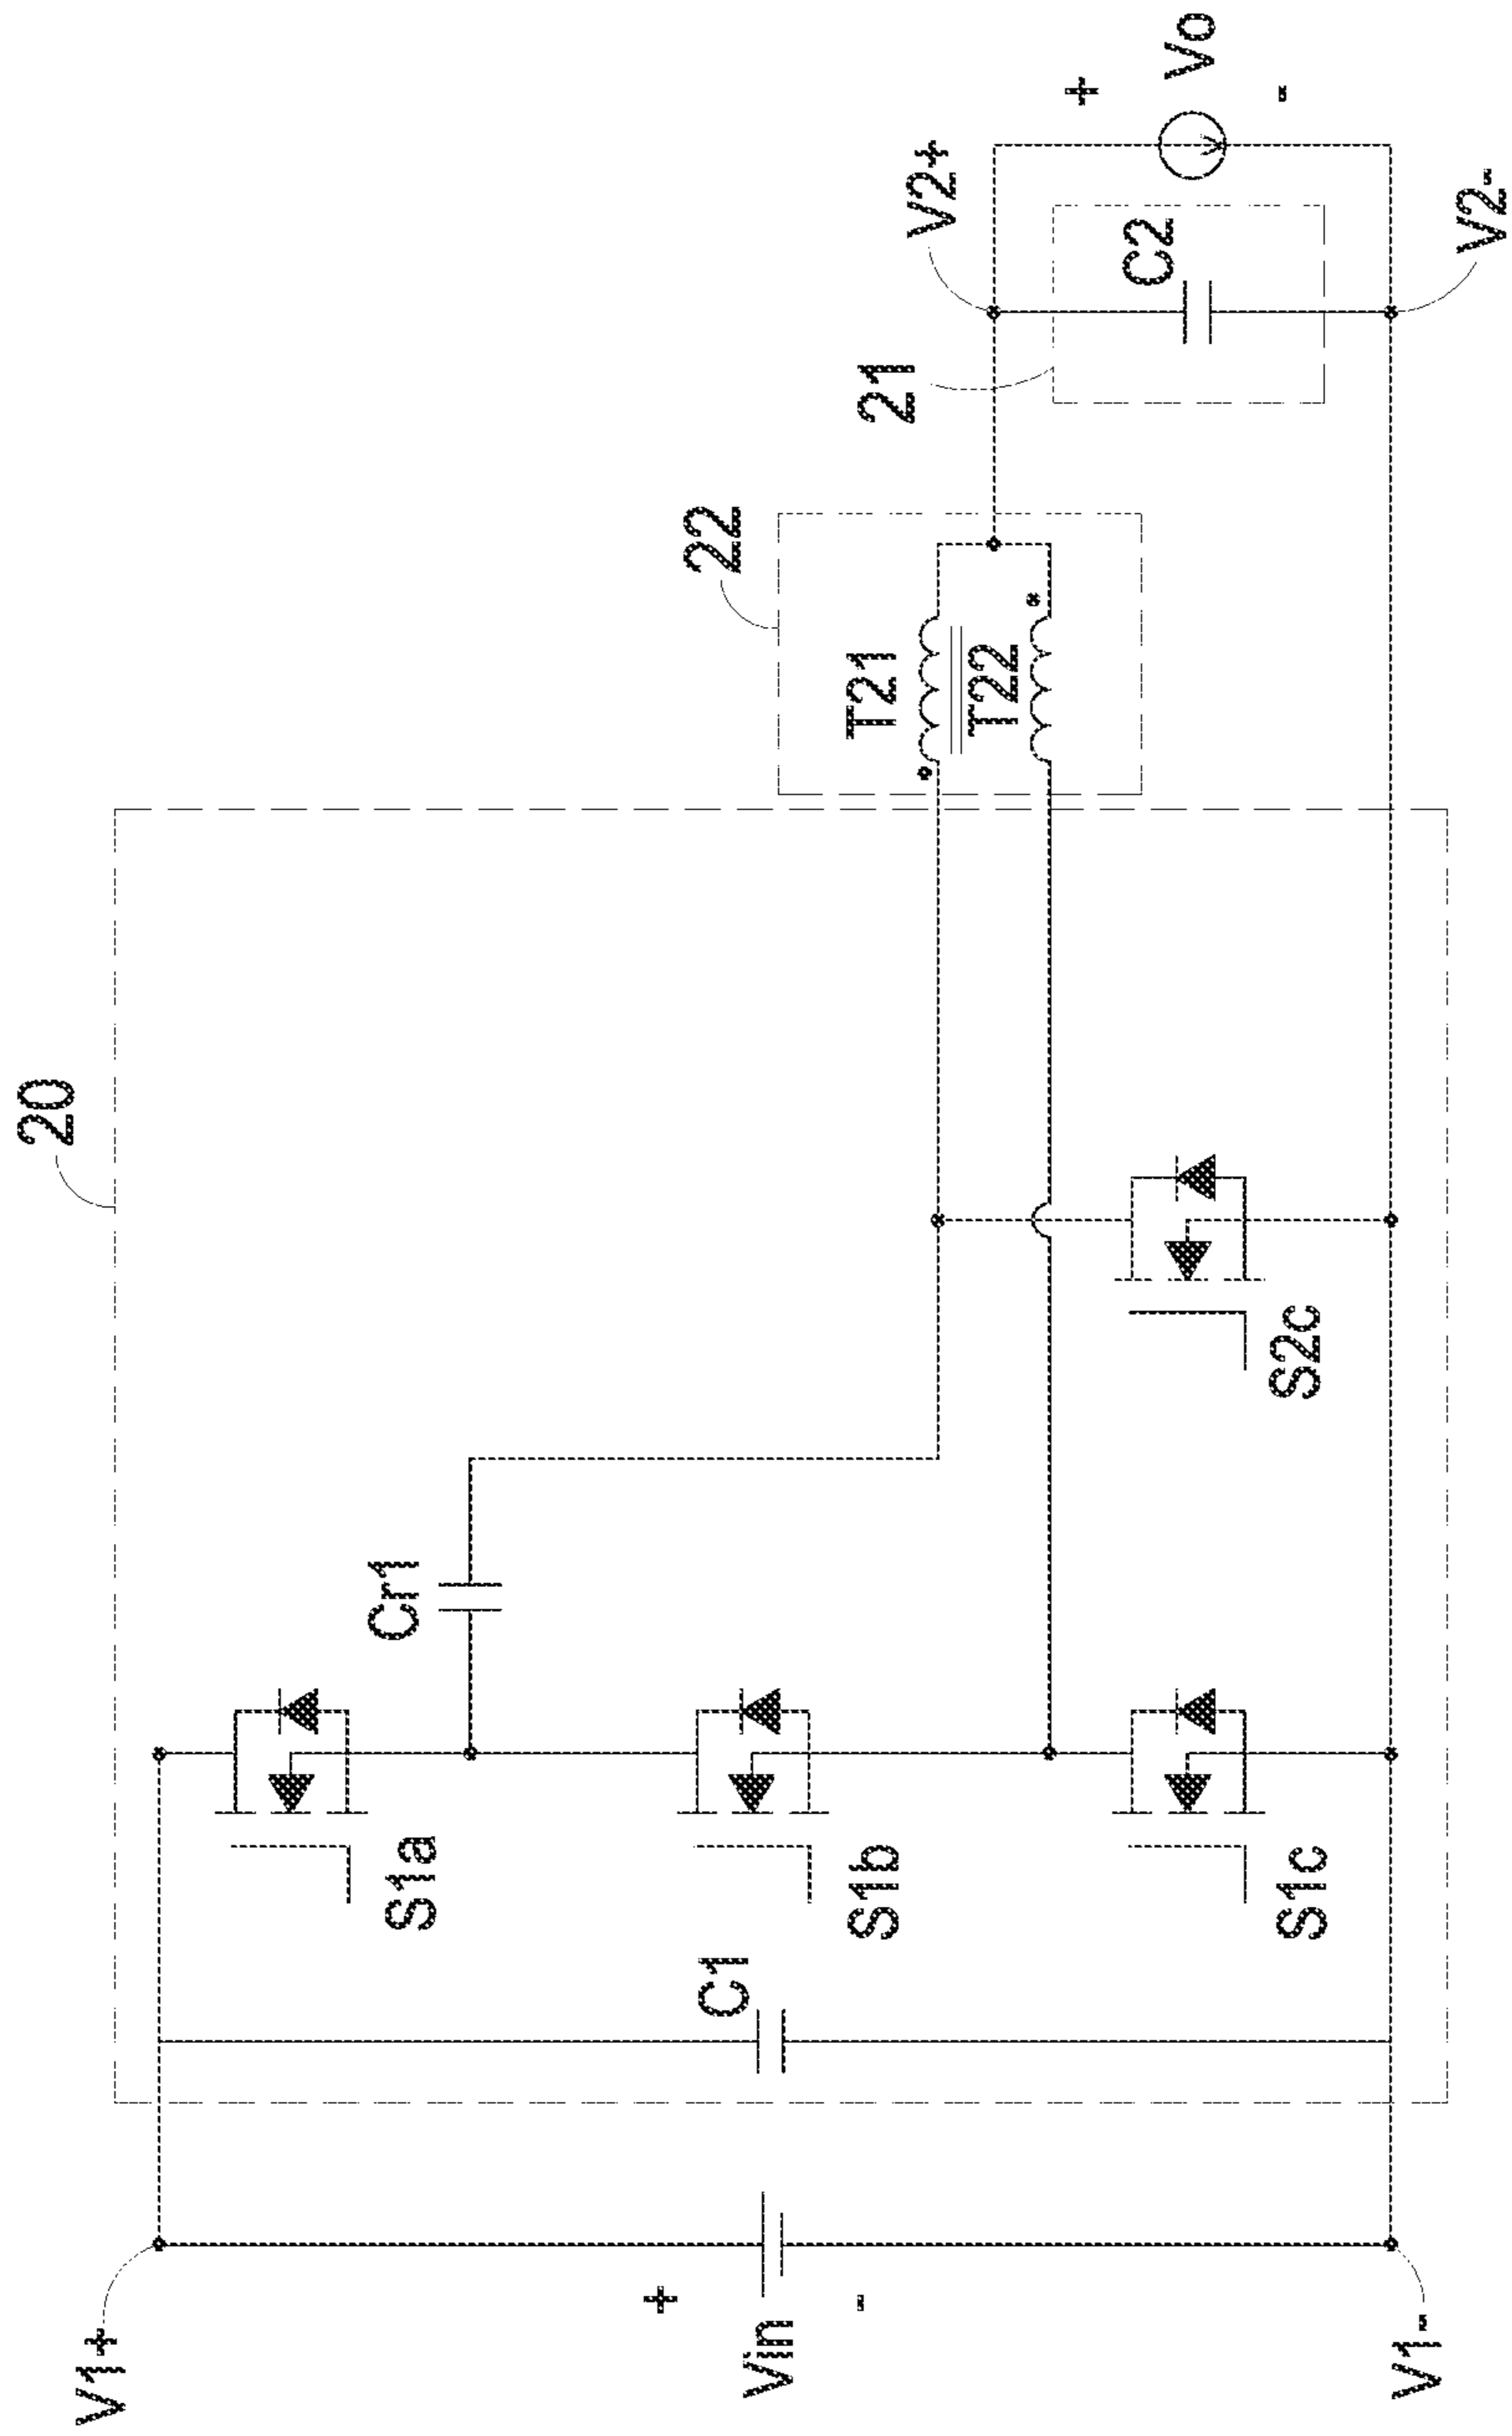 20
22
21
V1+
Vin
+
-
V1-
C1
S1a
S1b
S1c
Cr1
S2c
T21
T22
V2+
C2
V2-
+
Vo
-